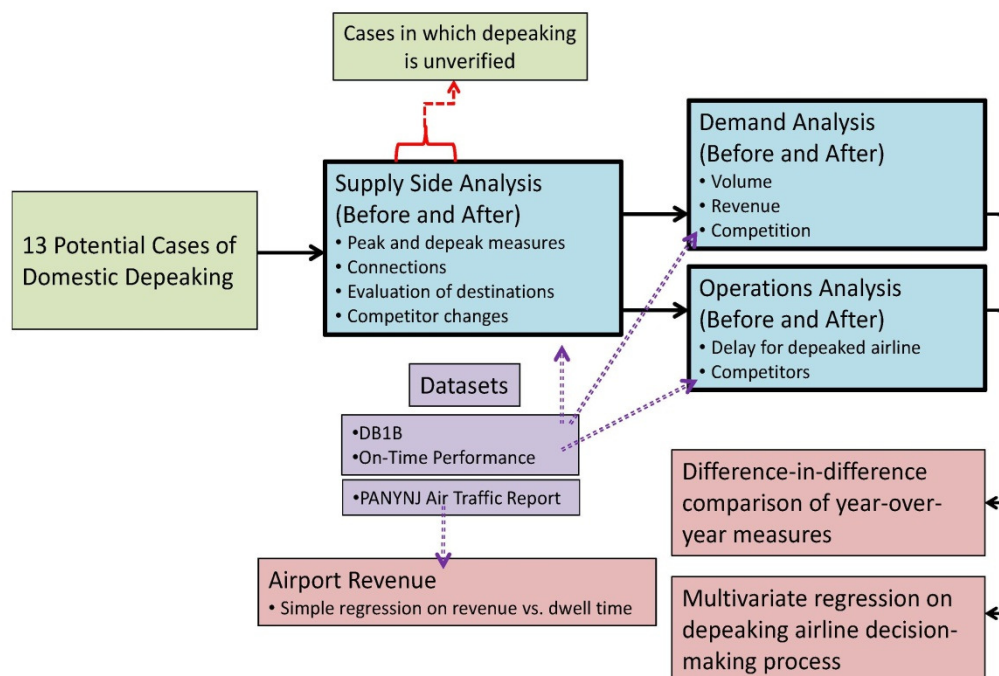 Cases in which depeaking
is unverified
13 Potential Cases of
Domestic Depeaking
Supply Side Analysis
(Before and After)
• Peak and depeak measures
• Connections
• Evaluation of destinations
• Competitor changes
Demand Analysis
(Before and After)
• Volume
• Revenue
• Competition
Operations Analysis
(Before and After)
• Delay for depeaked airline
• Competitors
Datasets
•DB1B
•On-Time Performance
•PANYNJ Air Traffic Report
Airport Revenue
• Simple regression on revenue vs. dwell time
Difference-in-difference
comparison of year-over-
year measures
Multivariate regression on
depeaking airline decision-
making process